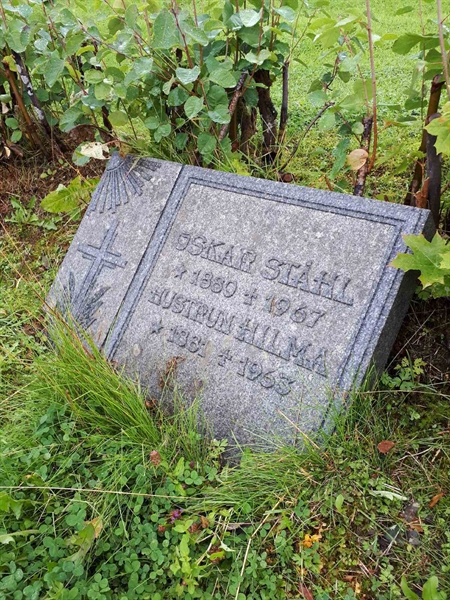 OSKAR STÅHL
* 1880 + 1967
HUSTRUN HILMA
* 1881 + 1963